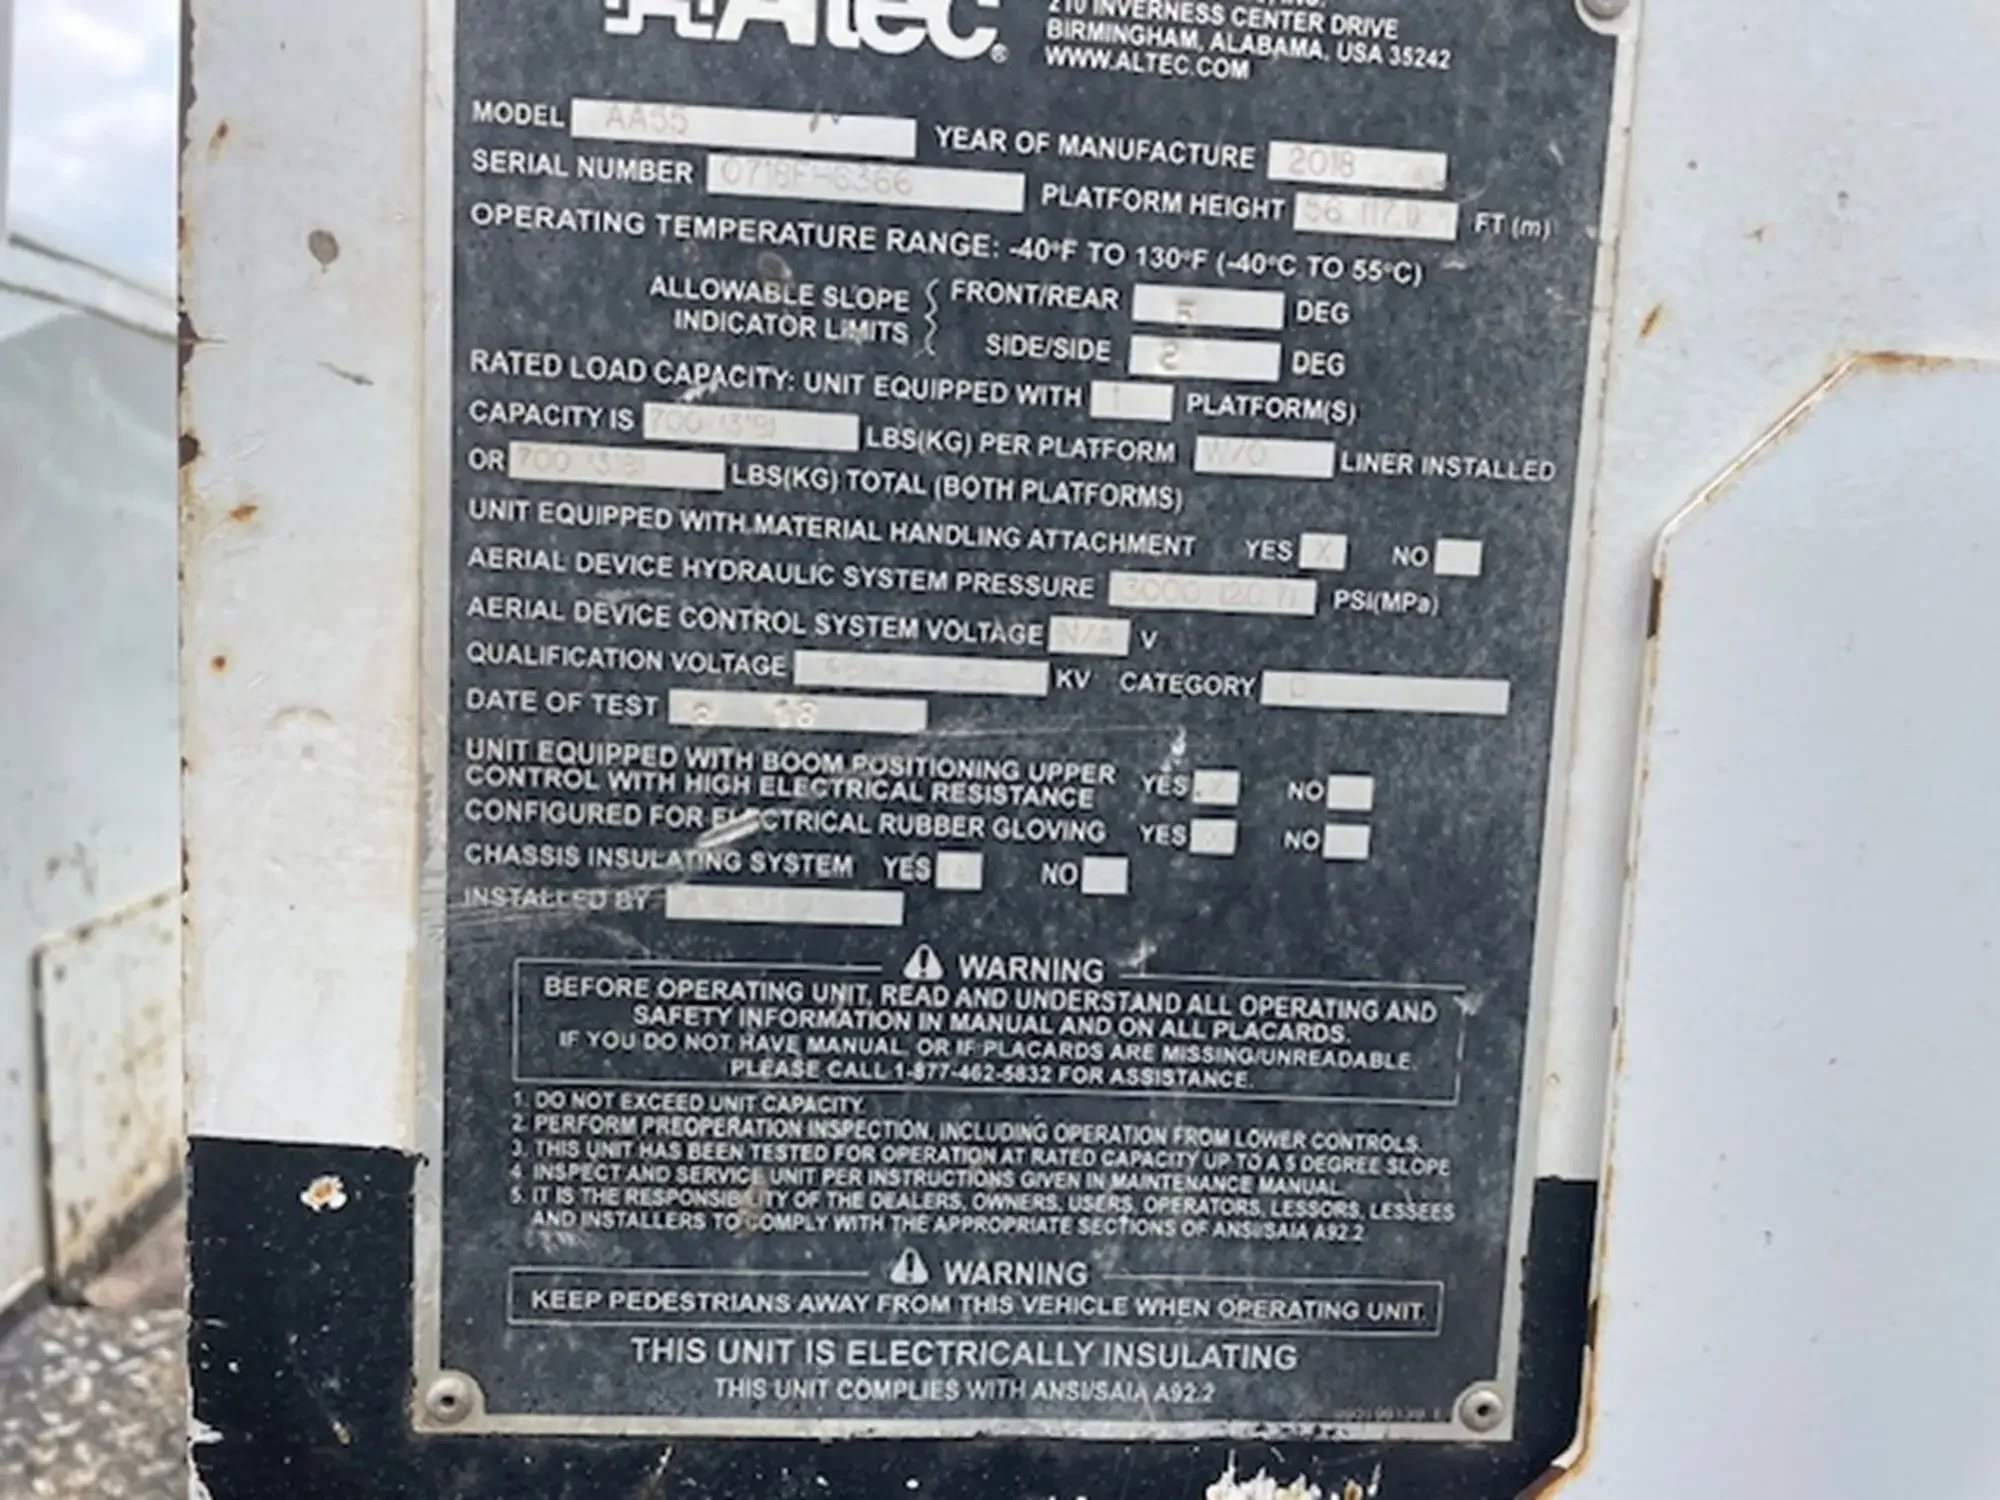 Altec®
210 INVERNESS CENTER DRIVE
BIRMINGHAM, ALABAMA, USA 35242
WWW.ALTEC.COM
MODEL AA55 YEAR OF MANUFACTURE 2018
SERIAL NUMBER PLATFORM HEIGHT 56 FT (m)
OPERATING TEMPERATURE RANGE: -40°F TO 130°F (-40°C TO 55°C)
ALLOWABLE SLOPE INDICATOR LIMITS
FRONT/REAR 5 DEG
SIDE/SIDE DEG
RATED LOAD CAPACITY: UNIT EQUIPPED WITH 1 PLATFORM(S)
CAPACITY IS 700 LBS(KG) PER PLATFORM W/O LINER INSTALLED
OR 700 LBS(KG) TOTAL (BOTH PLATFORMS)
UNIT EQUIPPED WITH MATERIAL HANDLING ATTACHMENT YES X NO
AERIAL DEVICE HYDRAULIC SYSTEM PRESSURE 3000 (20.7) PSI(MPa)
AERIAL DEVICE CONTROL SYSTEM VOLTAGE N/A V
QUALIFICATION VOLTAGE KV CATEGORY
DATE OF TEST
UNIT EQUIPPED WITH BOOM POSITIONING UPPER
CONTROL WITH HIGH ELECTRICAL RESISTANCE YES NO
CONFIGURED FOR ELECTRICAL RUBBER GLOVING YES NO
CHASSIS INSULATING SYSTEM YES NO
INSTALLED BY
WARNING
BEFORE OPERATING UNIT, READ AND UNDERSTAND ALL OPERATING AND
SAFETY INFORMATION IN MANUAL AND ON ALL PLACARDS.
IF YOU DO NOT HAVE MANUAL, OR IF PLACARDS ARE MISSING/UNREADABLE,
PLEASE CALL 1-877-462-5832 FOR ASSISTANCE.
1. DO NOT EXCEED UNIT CAPACITY.
2. PERFORM PREOPERATION INSPECTION, INCLUDING OPERATION FROM LOWER CONTROLS.
3. THIS UNIT HAS BEEN TESTED FOR OPERATION AT RATED CAPACITY UP TO A 5 DEGREE SLOPE
4. INSPECT AND SERVICE UNIT PER INSTRUCTIONS GIVEN IN MAINTENANCE MANUAL.
5. IT IS THE RESPONSIBILITY OF THE DEALERS, OWNERS, USERS, OPERATORS, LESSORS, LESSEES
AND INSTALLERS TO COMPLY WITH THE APPROPRIATE SECTIONS OF ANSI/SAIA A92.2
WARNING
KEEP PEDESTRIANS AWAY FROM THIS VEHICLE WHEN OPERATING UNIT.
THIS UNIT IS ELECTRICALLY INSULATING
THIS UNIT COMPLIES WITH ANSI/SAIA A92.2